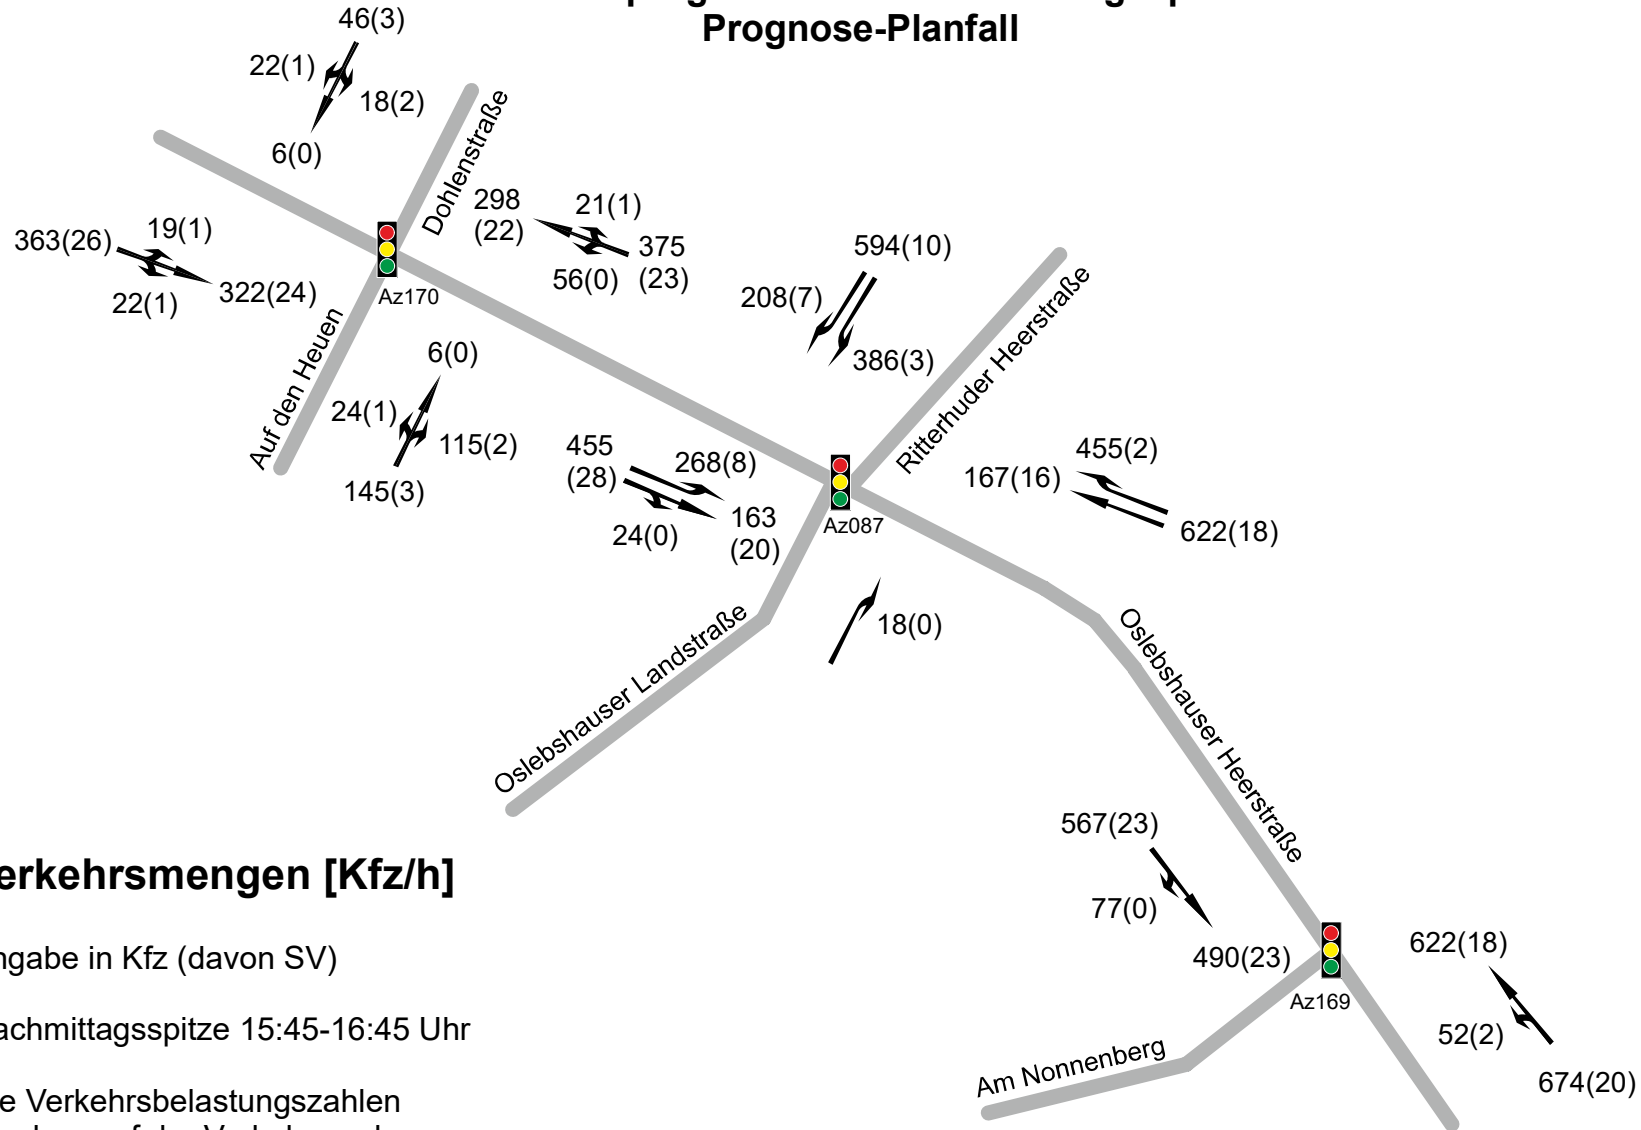 Prognose-Planfall
46(3)
22(1)
18(2)
6(0)
Dohlenstraße
363(26)
19(1)
22(1)
322(24)
298
(22)
21(1)
56(0)
375
(23)
Az170
Auf den Heuen
6(0)
24(1)
115(2)
145(3)
594(10)
208(7)
386(3)
Ritterhuder Heerstraße
455
(28)
268(8)
24(0)
163
(20)
Az087
455(2)
167(16)
622(18)
18(0)
Oslebshauser Landstraße
Oslebshauser Heerstraße
567(23)
77(0)
490(23)
Az169
622(18)
52(2)
674(20)
Am Nonnenberg
erkehrsmengen [Kfz/h]
ngabe in Kfz (davon SV)
achmittagsspitze 15:45-16:45 Uhr
e Verkehrsbelastungszahlen